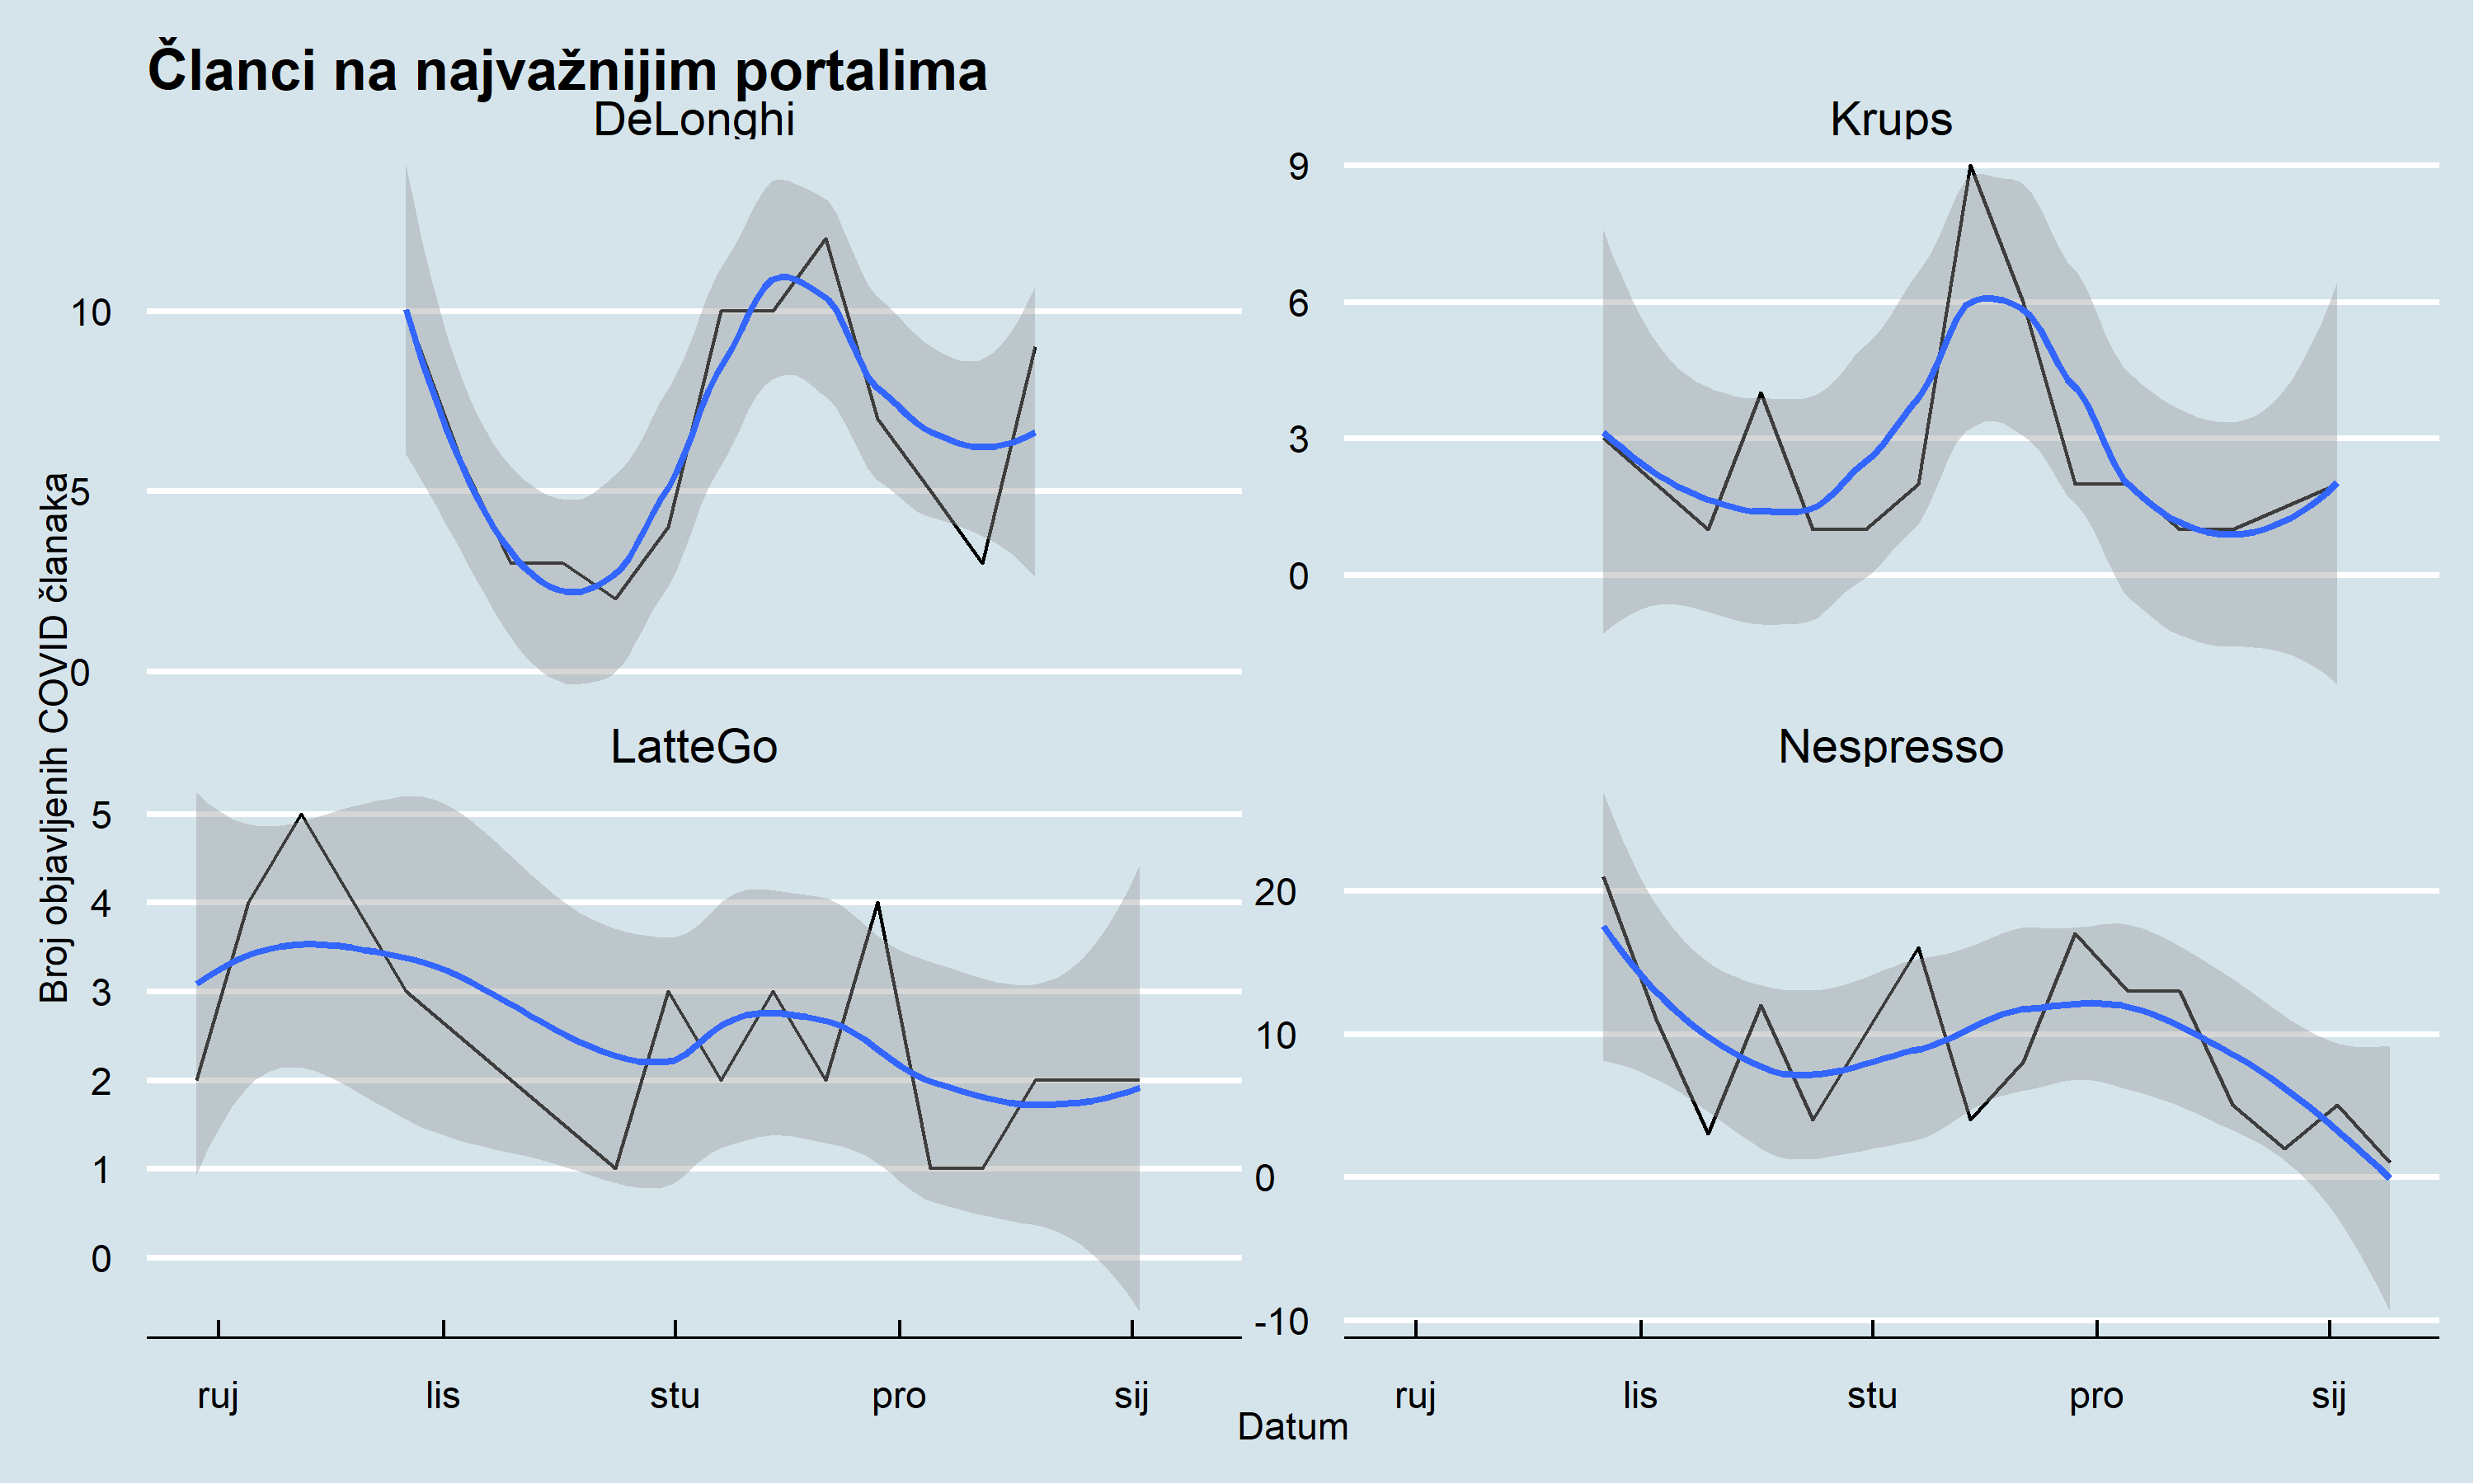 Članci na najvažnijim portalima
DeLonghi
Krups
10
5
0
9
6
3
0
Broj objavljenih COVID članaka
LatteGo
Nespresso
5
4
3
2
1
0
20
10
0
-10
ruj lis stu pro sij
ruj lis stu pro sij
Datum